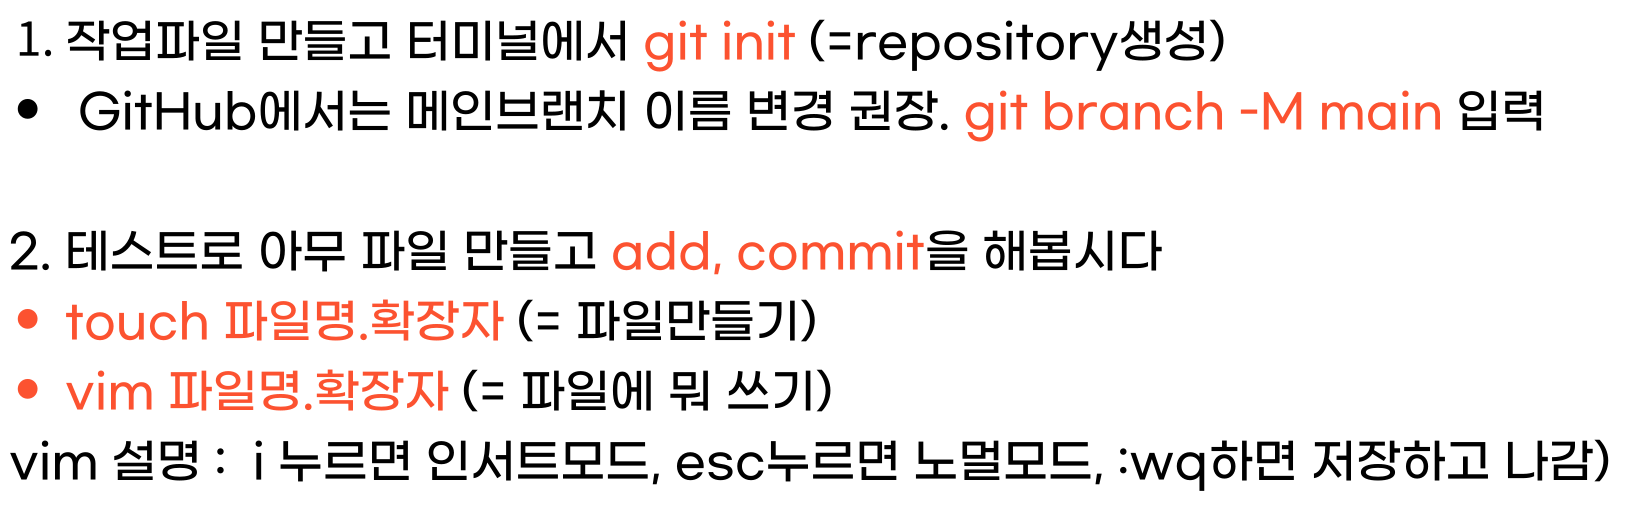 1. 작업파일 만들고 터미널에서 git init (=repository생성)
• GitHub에서는 메인브랜치 이름 변경 권장. git branch -M main 입력
2. 테스트로 아무 파일 만들고 add, commit을 해봅시다
• touch 파일명.확장자 (= 파일만들기)
• vim 파일명.확장자 (= 파일에 뭐 쓰기)
vim 설명 : i 누르면 인서트모드, esc누르면 노멀모드, :wq하면 저장하고 나감)